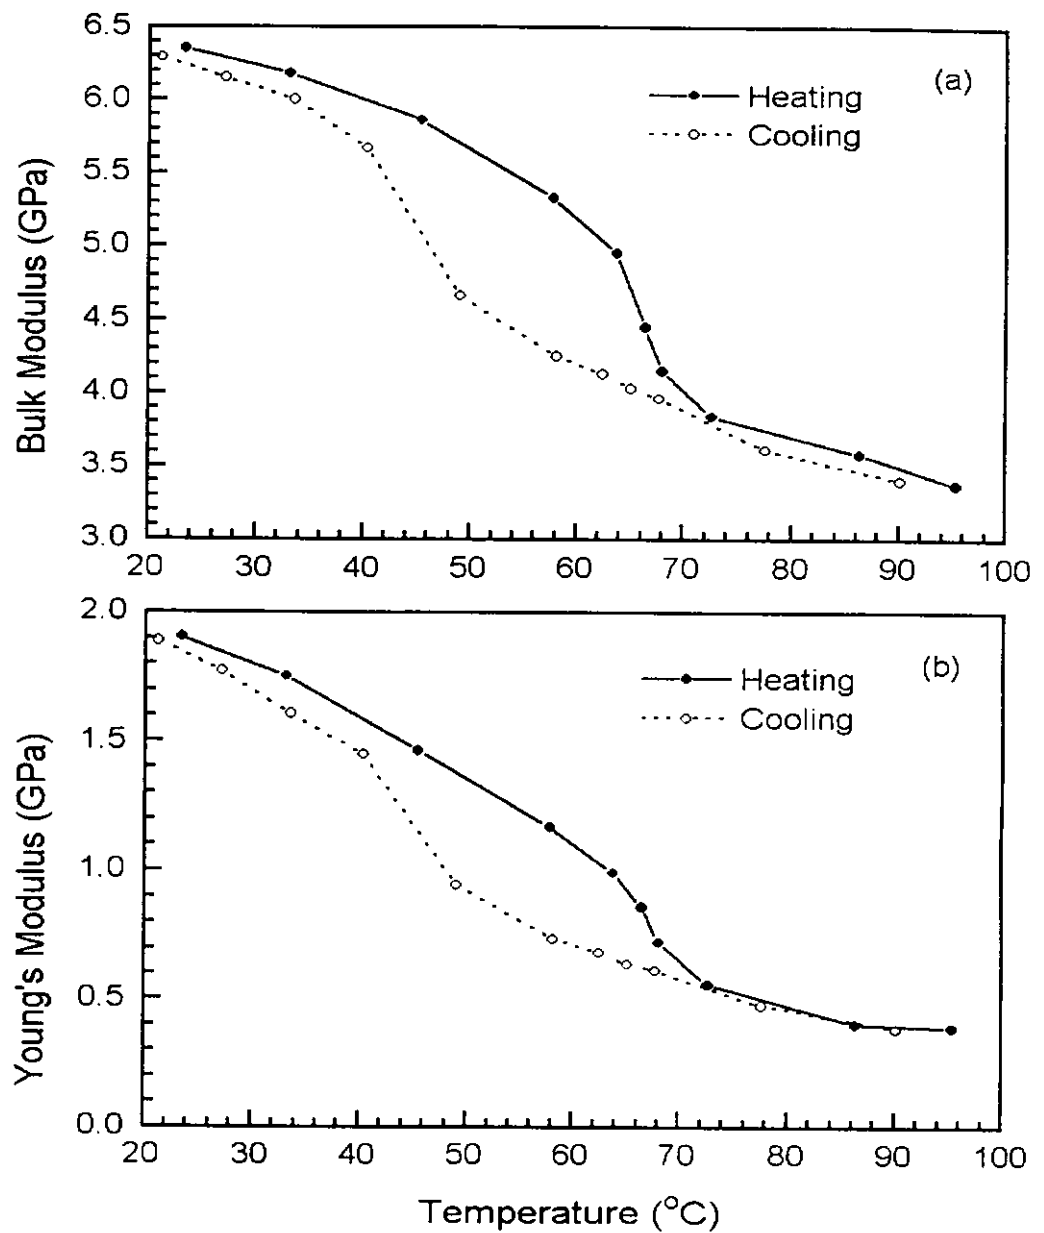 6.5
6.0
5.5
5.0
4.5
4.0
3.5
3.0
Bulk Modulus (GPa)
(a)
Heating
Cooling
20 30 40 50 60 70 80 90 100
2.0
1.5
1.0
0.5
0.0
Young's Modulus (GPa)
(b)
Heating
Cooling
20 30 40 50 60 70 80 90 100
Temperature (°C)